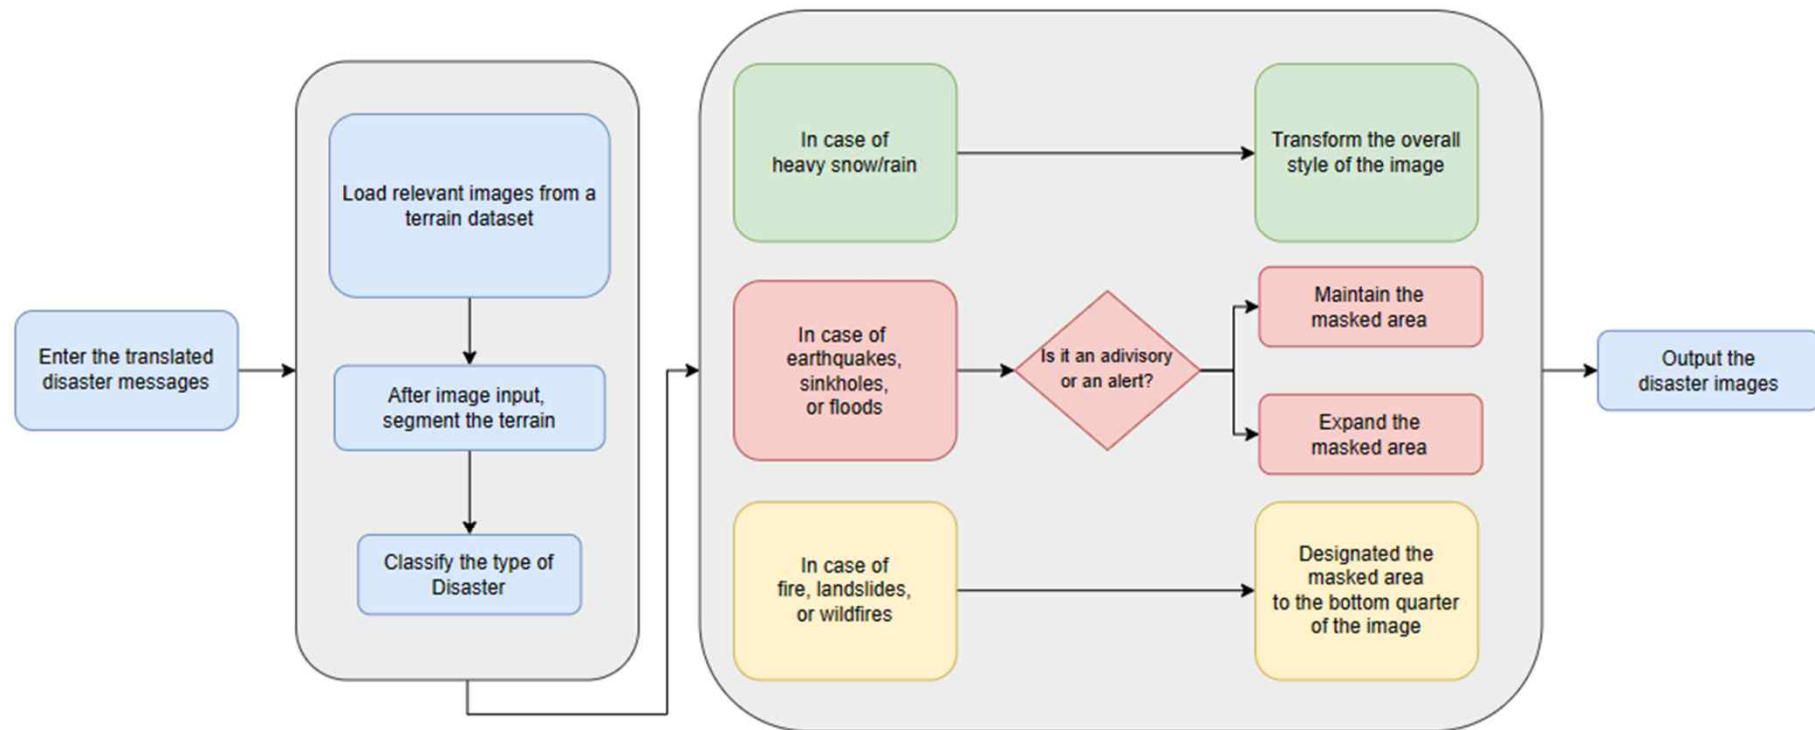 Enter the translated
disaster messages
Load relevant images from a
terrain dataset
After image input,
segment the terrain
Classify the type of
Disaster
In case of
heavy snow/rain
Transform the overall
style of the image
In case of
earthquakes,
sinkholes,
or floods
Is it an adivisory
or an alert?
Maintain the
masked area
Expand the
masked area
In case of
fire, landslides,
or wildfires
Designated the
masked area
to the bottom quarter
of the image
Output the
disaster images